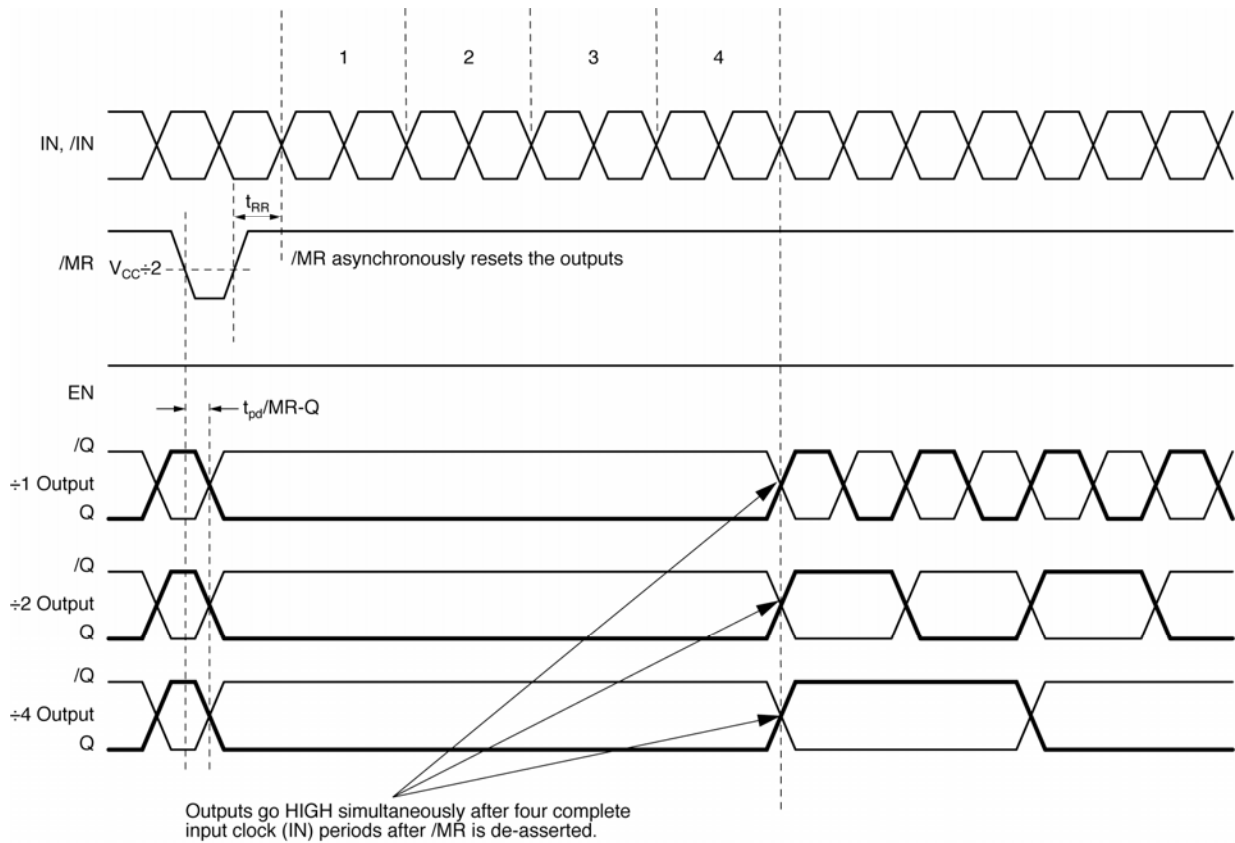 1 2 3 4
IN, /IN
tRR
/MR
VCC÷2
/MR asynchronously resets the outputs
EN
tpd/MR-Q
/Q
÷1 Output
Q
/Q
÷2 Output
Q
/Q
÷4 Output
Q
Outputs go HIGH simultaneously after four complete
input clock (IN) periods after /MR is de-asserted.